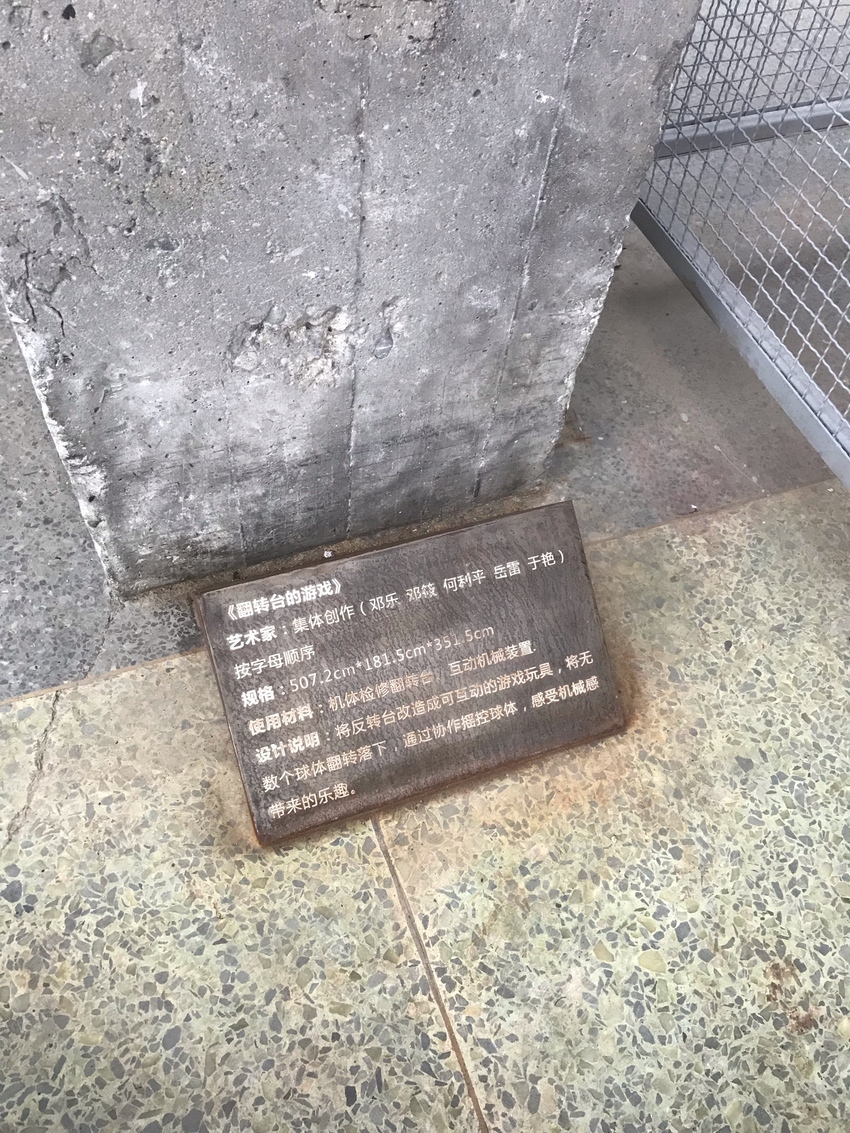 《翻转台的游戏》
艺术家：集体创作（邓乐 邓筱 何利平 岳雷 于艳）
按字母顺序
规格：507.2cm*181.5cm*351.5cm
使用材料：机体检修翻转台 互动机械装置
设计说明：将反转台改造成可互动的游戏玩具，将无
数个球体翻转落下，通过协作摇控球体，感受机械感
带来的乐趣。